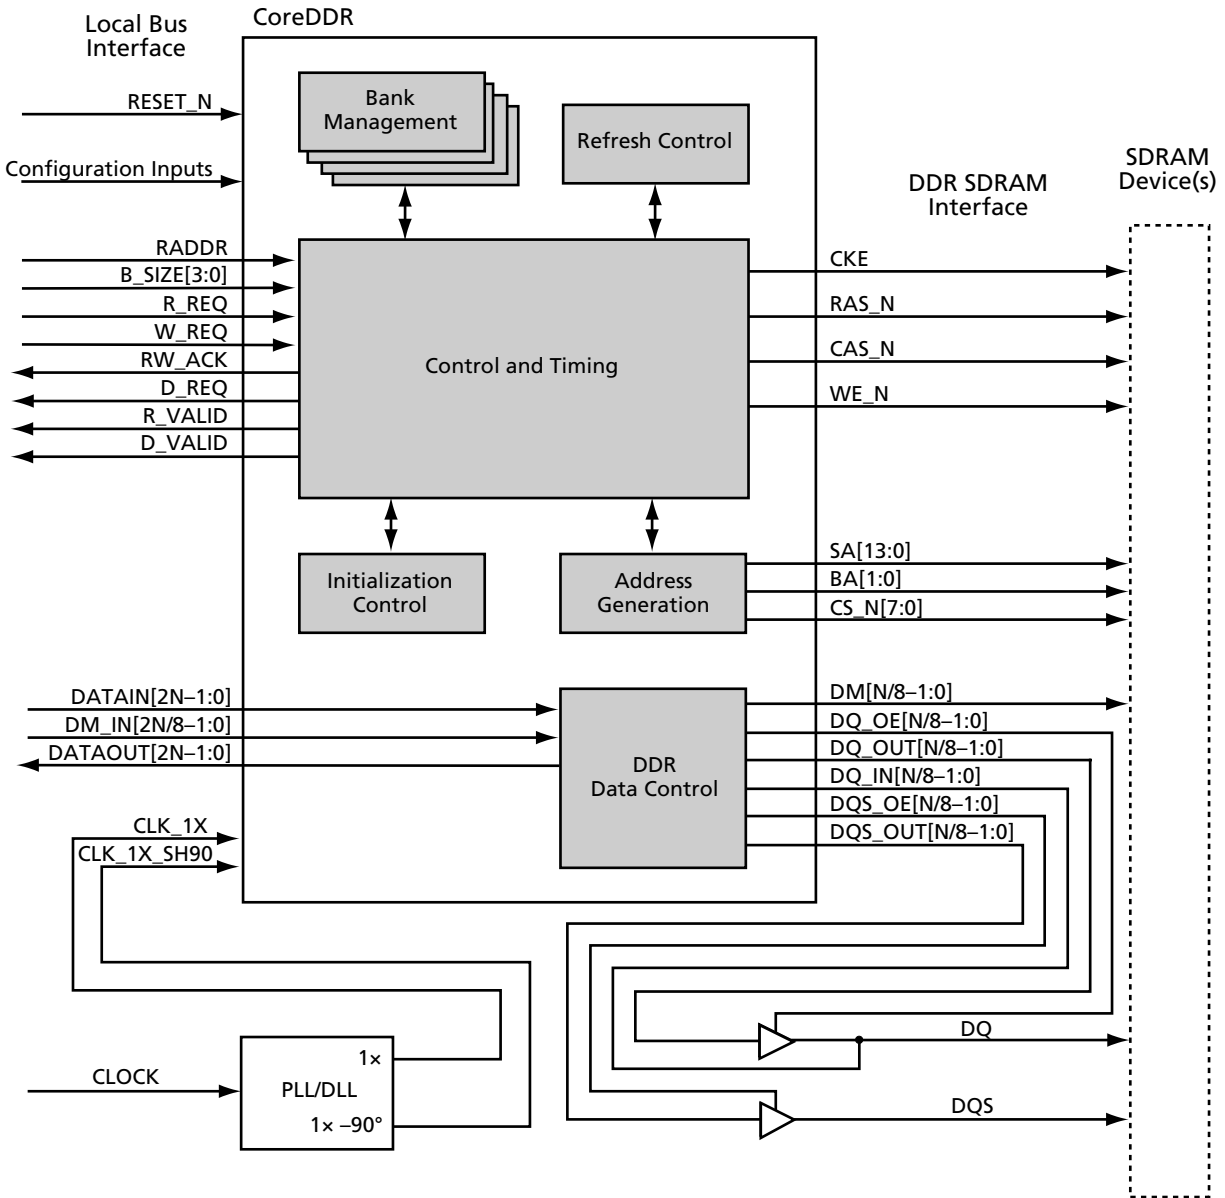 CoreDDR
Local Bus
Interface
RESET_N
Configuration Inputs
Bank
Management
Refresh Control
SDRAM
Device(s)
DDR SDRAM
Interface
RADDR
B_SIZE[3:0]
R_REQ
W_REQ
RW_ACK
D_REQ
R_VALID
D_VALID
Control and Timing
CKE
RAS_N
CAS_N
WE_N
Initialization
Control
Address
Generation
SA[13:0]
BA[1:0]
CS_N[7:0]
DATAIN[2N–1:0]
DM_IN[2N/8–1:0]
DATAOUT[2N–1:0]
DDR
Data Control
DM[N/8–1:0]
DQ_OE[N/8–1:0]
DQ_OUT[N/8–1:0]
DQ_IN[N/8–1:0]
DQS_OE[N/8–1:0]
DQS_OUT[N/8–1:0]
CLK_1X
CLK_1X_SH90
CLOCK
1×
PLL/DLL
1× –90°
DQ
DQS